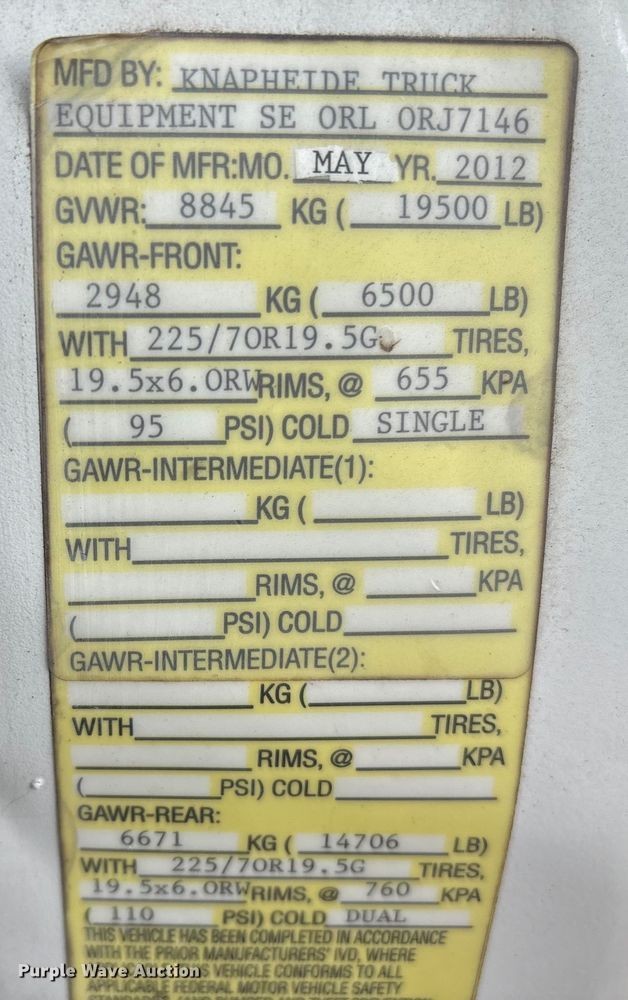 MFD BY: KNAPHEIDE TRUCK
EQUIPMENT SE ORL ORJ7146
DATE OF MFR:MO. MAY YR. 2012
GVWR: 8845 KG ( 19500 LB)
GAWR-FRONT:
2948 KG ( 6500 LB)
WITH 225/70R19.5G TIRES,
19.5x6.0RW RIMS, @ 655 KPA
( 95 PSI) COLD SINGLE
GAWR-INTERMEDIATE(1):
KG ( LB)
WITH TIRES,
RIMS, @ KPA
( PSI) COLD
GAWR-INTERMEDIATE(2):
KG ( LB)
WITH TIRES,
RIMS, @ KPA
( PSI) COLD
GAWR-REAR:
6671 KG ( 14706 LB)
WITH 225/70R19.5G TIRES,
19.5x6.0RW RIMS, @ 760 KPA
( 110 PSI) COLD DUAL
THIS VEHICLE HAS BEEN COMPLETED IN ACCORDANCE
WITH THE PRIOR MANUFACTURERS' IVD, WHERE
VEHICLE CONFORMS TO ALL
APPLICABLE FEDERAL MOTOR VEHICLE SAFETY
Purple Wave Auction